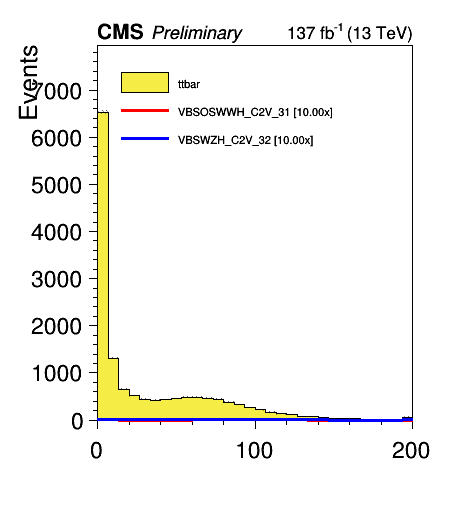 CMS Preliminary 137 fb-1 (13 TeV)
Events
7000
6000
5000
4000
3000
2000
1000
0
ttbar
VBSOSWWH_C2V_31 [10.00x]
VBSWZH_C2V_32 [10.00x]
0 100 200